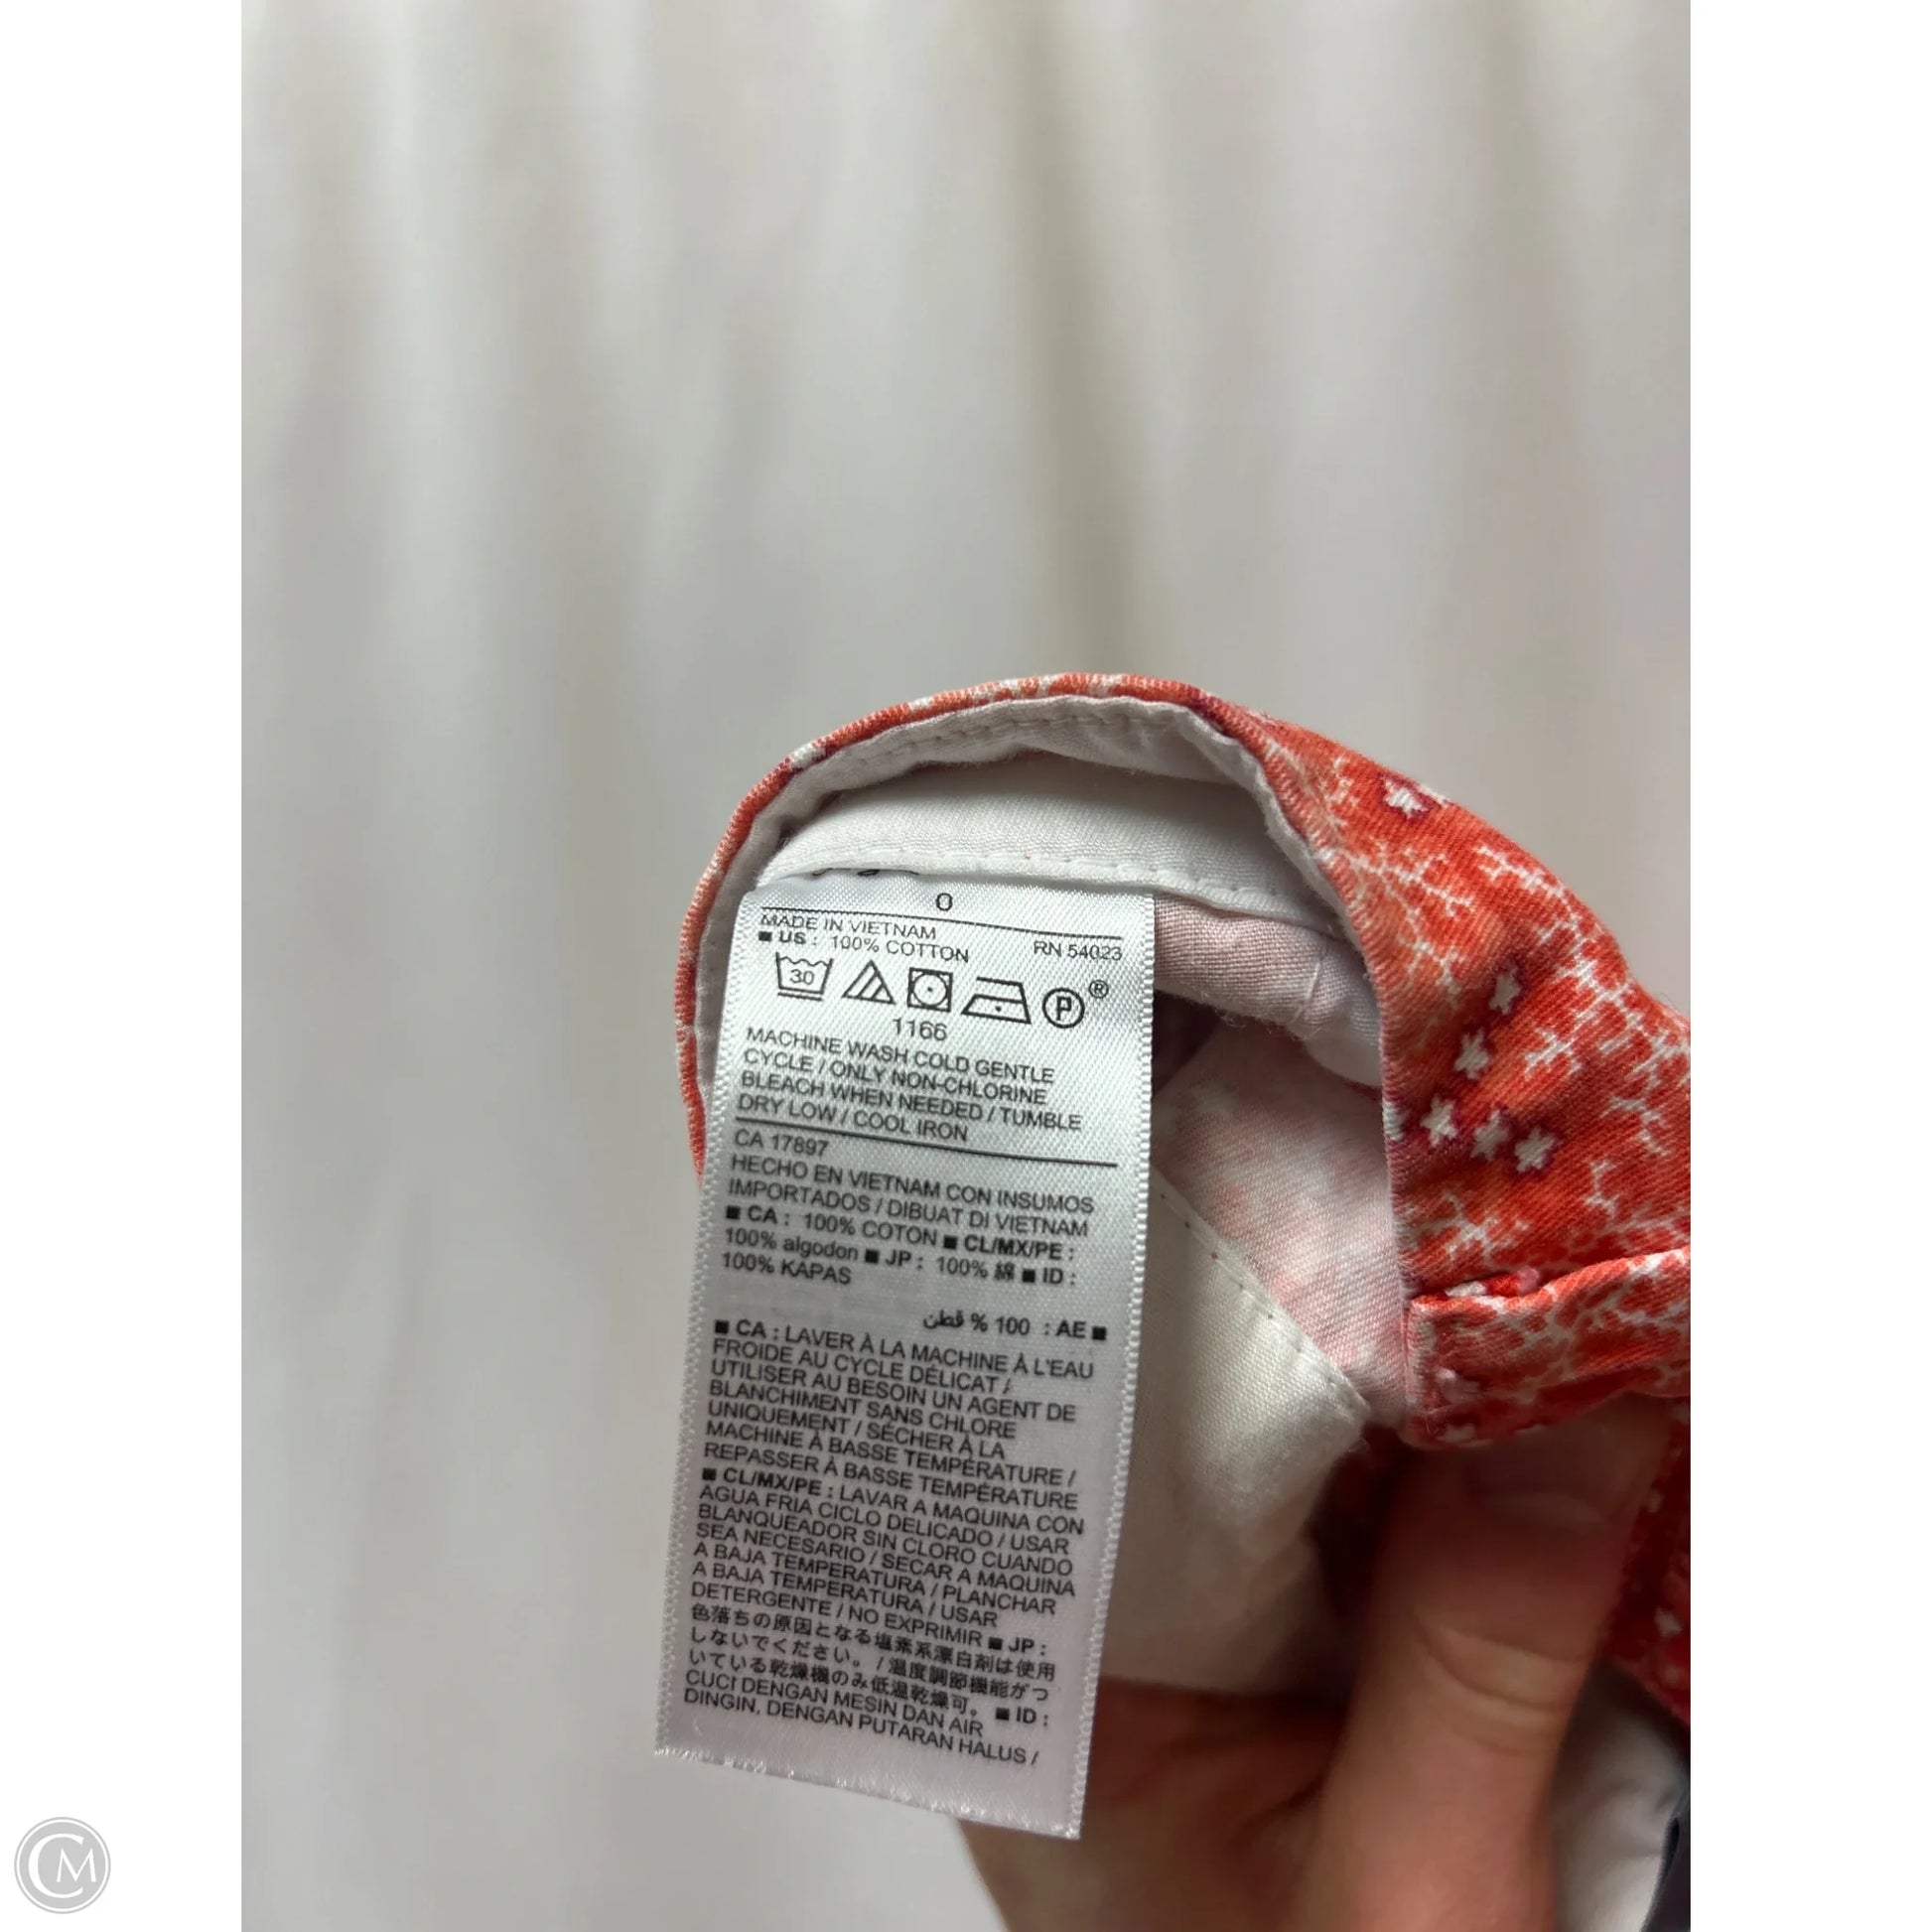 0
MADE IN VIETNAM
■ US : 100% COTTON RN 54023
30 P ®
1166
MACHINE WASH COLD GENTLE
CYCLE / ONLY NON-CHLORINE
BLEACH WHEN NEEDED / TUMBLE
DRY LOW / COOL IRON
CA 17897
HECHO EN VIETNAM CON INSUMOS
IMPORTADOS / DIBUAT DI VIETNAM
■ CA : 100% COTON ■ CL/MX/PE :
100% algodon ■ JP : 100% 綿 ■ ID :
100% KAPAS
■ AE : 100 % قطن
■ CA : LAVER À LA MACHINE À L'EAU
FROIDE AU CYCLE DÉLICAT /
UTILISER AU BESOIN UN AGENT DE
BLANCHIMENT SANS CHLORE
UNIQUEMENT / SÉCHER À LA
MACHINE À BASSE TEMPÉRATURE /
REPASSER À BASSE TEMPÉRATURE
■ CL/MX/PE : LAVAR A MAQUINA CON
AGUA FRIA CICLO DELICADO / USAR
BLANQUEADOR SIN CLORO CUANDO
SEA NECESARIO / SECAR A MAQUINA
A BAJA TEMPERATURA / PLANCHAR
A BAJA TEMPERATURA / USAR
DETERGENTE / NO EXPRIMIR ■ JP :
色落ちの原因となる塩素系漂白剤は使用
しないでください。 / 温度調節機能がつ
いている乾燥機のみ低温乾燥可。 ■ ID :
CUCI DENGAN MESIN DAN AIR
DINGIN, DENGAN PUTARAN HALUS /
CM